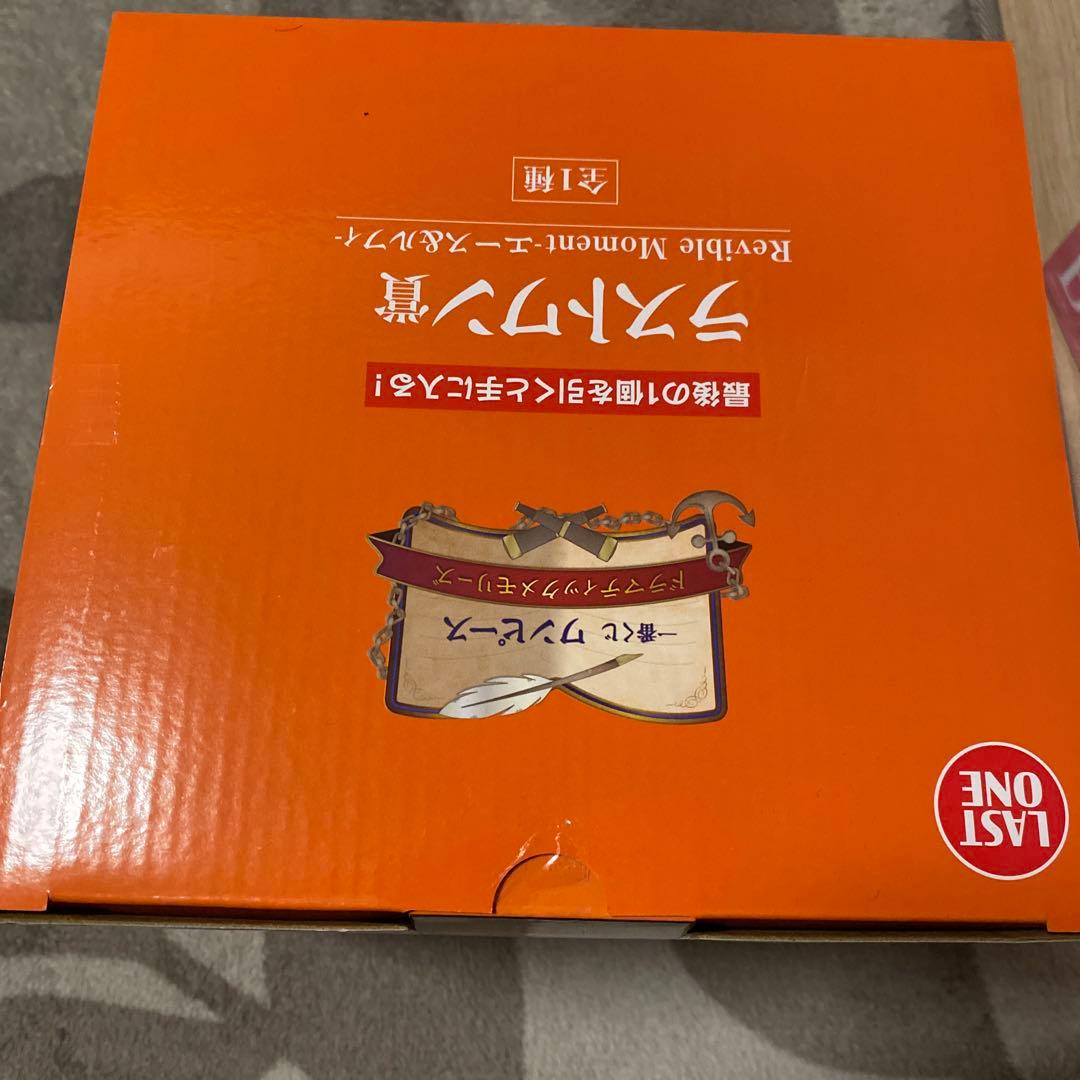 LAST
ONE
一番くじ ワンピース
ドラマティックメモリーズ
最後の1個を引くと手に入る!
ラストワン賞
Revible Moment-エース&ルフィ-
全1種